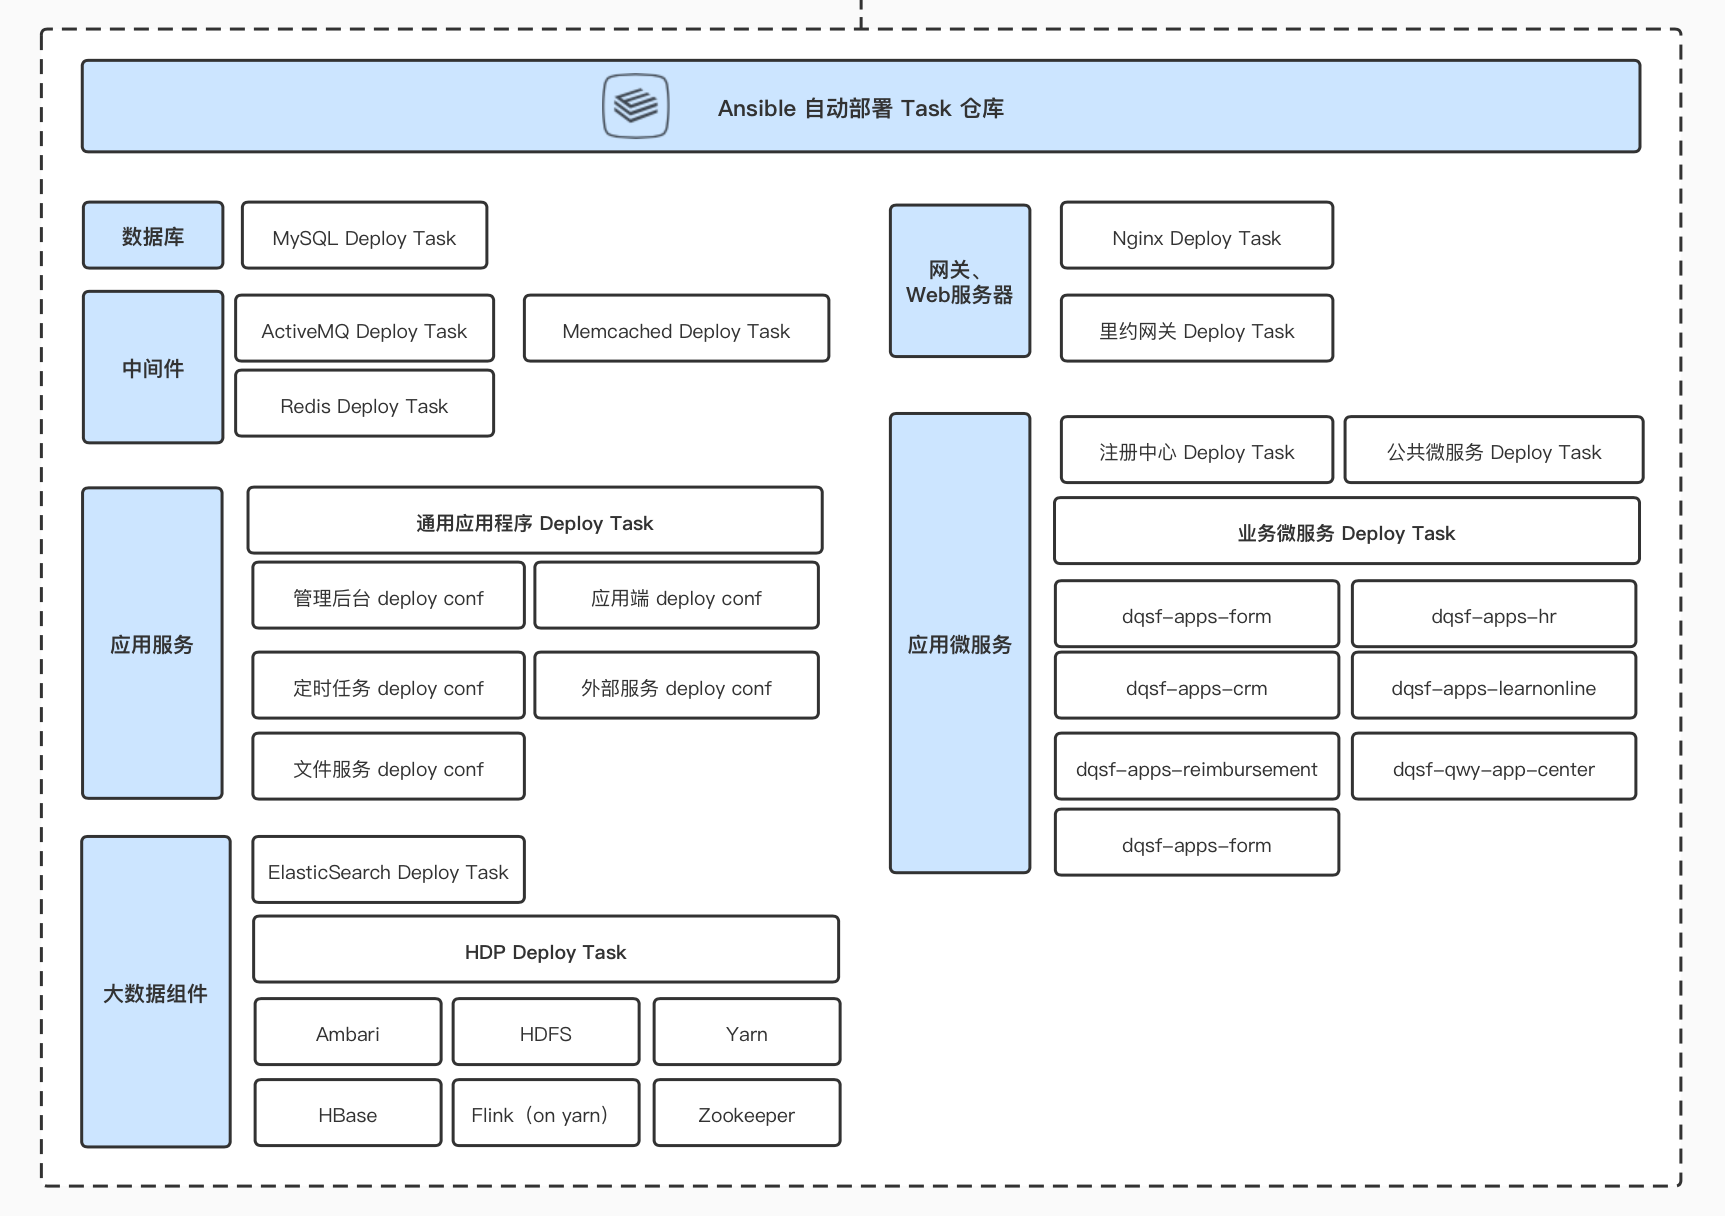 Ansible 自动部署 Task 仓库
数据库
MySQL Deploy Task
中间件
ActiveMQ Deploy Task
Memcached Deploy Task
Redis Deploy Task
应用服务
通用应用程序 Deploy Task
管理后台 deploy conf
应用端 deploy conf
定时任务 deploy conf
外部服务 deploy conf
文件服务 deploy conf
大数据组件
ElasticSearch Deploy Task
HDP Deploy Task
Ambari
HDFS
Yarn
HBase
Flink（on yarn）
Zookeeper
网关、
Web服务器
Nginx Deploy Task
里约网关 Deploy Task
应用微服务
注册中心 Deploy Task
公共微服务 Deploy Task
业务微服务 Deploy Task
dqsf-apps-form
dqsf-apps-hr
dqsf-apps-crm
dqsf-apps-learnonline
dqsf-apps-reimbursement
dqsf-qwy-app-center
dqsf-apps-form